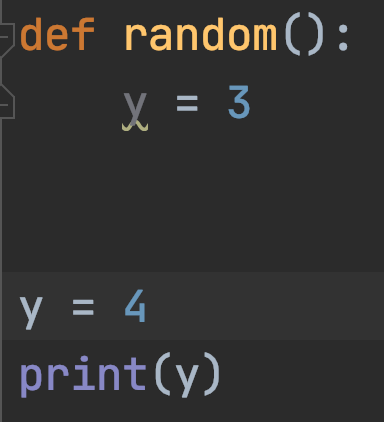 def random():
    y = 3
y = 4
print(y)